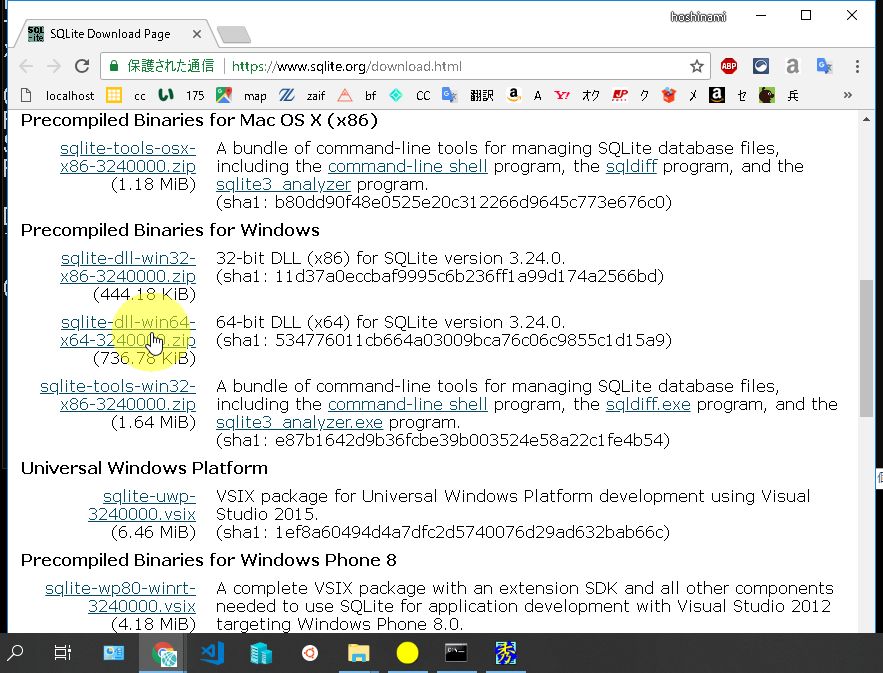 hoshinami
SQLite Download Page
保護された通信 https://www.sqlite.org/download.html
localhost cc 175 map zaif bf CC 翻訳 A オク ク メ セ 兵 »
Precompiled Binaries for Mac OS X (x86)
sqlite-tools-osx- A bundle of command-line tools for managing SQLite database files,
x86-3240000.zip including the command-line shell program, the sqldiff program, and the
(1.18 MiB) sqlite3_analyzer program.
(sha1: b80dd90f48e0525e20c312266d9645c773e676c0)
Precompiled Binaries for Windows
sqlite-dll-win32- 32-bit DLL (x86) for SQLite version 3.24.0.
x86-3240000.zip (sha1: 11d37a0eccbaf9995c6b236ff1a99d174a2566bd)
(444.18 KiB)
sqlite-dll-win64- 64-bit DLL (x64) for SQLite version 3.24.0.
x64-3240000.zip (sha1: 534776011cb664a03009bca76c06c9855c1d15a9)
(736.78 KiB)
sqlite-tools-win32- A bundle of command-line tools for managing SQLite database files,
x86-3240000.zip including the command-line shell program, the sqldiff.exe program, and the
(1.64 MiB) sqlite3_analyzer.exe program.
(sha1: e87b1642d9b36fcbe39b003524e58a22c1fe4b54)
Universal Windows Platform
sqlite-uwp- VSIX package for Universal Windows Platform development using Visual
3240000.vsix Studio 2015.
(6.46 MiB) (sha1: 1ef8a60494d4a7dfc2d5740076d29ad632bab66c)
Precompiled Binaries for Windows Phone 8
sqlite-wp80-winrt- A complete VSIX package with an extension SDK and all other components
3240000.vsix needed to use SQLite for application development with Visual Studio 2012
(4.18 MiB) targeting Windows Phone 8.0.